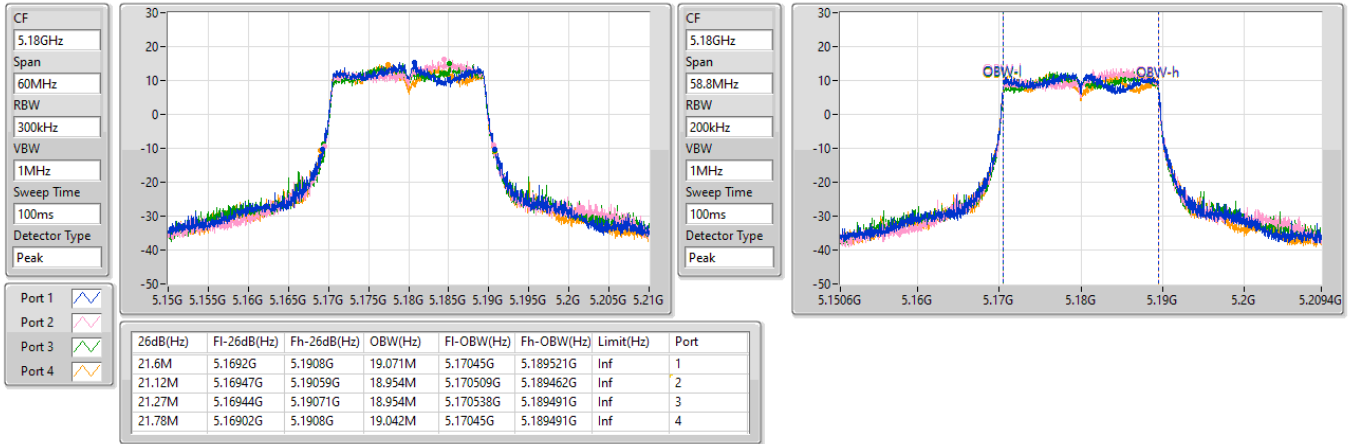 CF
5.18GHz
Span
60MHz
RBW
300kHz
VBW
1MHz
Sweep Time
100ms
Detector Type
Peak
30
20
10
0
-10
-20
-30
-40
-50
5.15G 5.155G 5.16G 5.165G 5.17G 5.175G 5.18G 5.185G 5.19G 5.195G 5.2G 5.205G 5.21G
CF
5.18GHz
Span
58.8MHz
RBW
200kHz
VBW
1MHz
Sweep Time
100ms
Detector Type
Peak
30
20
10
0
-10
-20
-30
-40
-50
OBW-l OBW-h
5.1506G 5.16G 5.17G 5.18G 5.19G 5.2G 5.2094G
Port 1
Port 2
Port 3
Port 4
26dB(Hz) Fl-26dB(Hz) Fh-26dB(Hz) OBW(Hz) Fl-OBW(Hz) Fh-OBW(Hz) Limit(Hz) Port
21.6M 5.1692G 5.1908G 19.071M 5.17045G 5.189521G Inf 1
21.12M 5.16947G 5.19059G 18.954M 5.170509G 5.189462G Inf 2
21.27M 5.16944G 5.19071G 18.954M 5.170538G 5.189491G Inf 3
21.78M 5.16902G 5.1908G 19.042M 5.17045G 5.189491G Inf 4